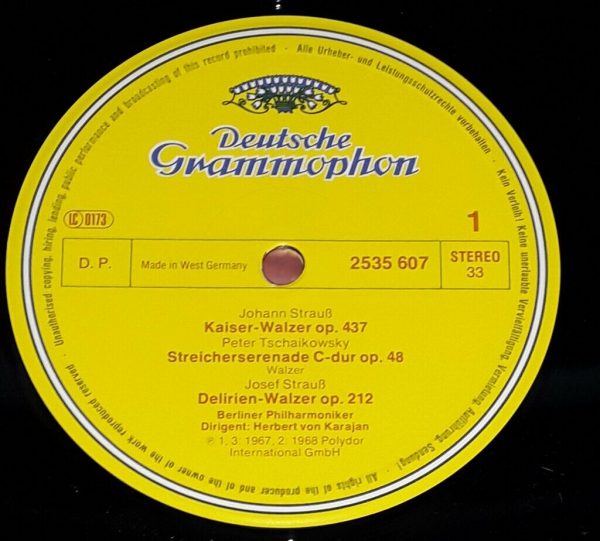 Unauthorised copying, hiring, lending, public performance and broadcasting of this record prohibited · Alle Urheber- und Leistungsschutzrechte vorbehalten · Kein Verleih! Keine unerlaubte Vervielfältigung, Vermietung, Aufführung, Sendung! · All rights of the producer and of the owner of the work reproduced reserved ·
Deutsche
Grammophon
LC 0173
1
D. P.
Made in West Germany
2535 607
STEREO
33
Johann Strauß
Kaiser-Walzer op. 437
Peter Tschaikowsky
Streicherserenade C-dur op. 48
Walzer
Josef Strauß
Delirien-Walzer op. 212
Berliner Philharmoniker
Dirigent: Herbert von Karajan
℗ 1, 3: 1967, 2: 1968 Polydor
International GmbH